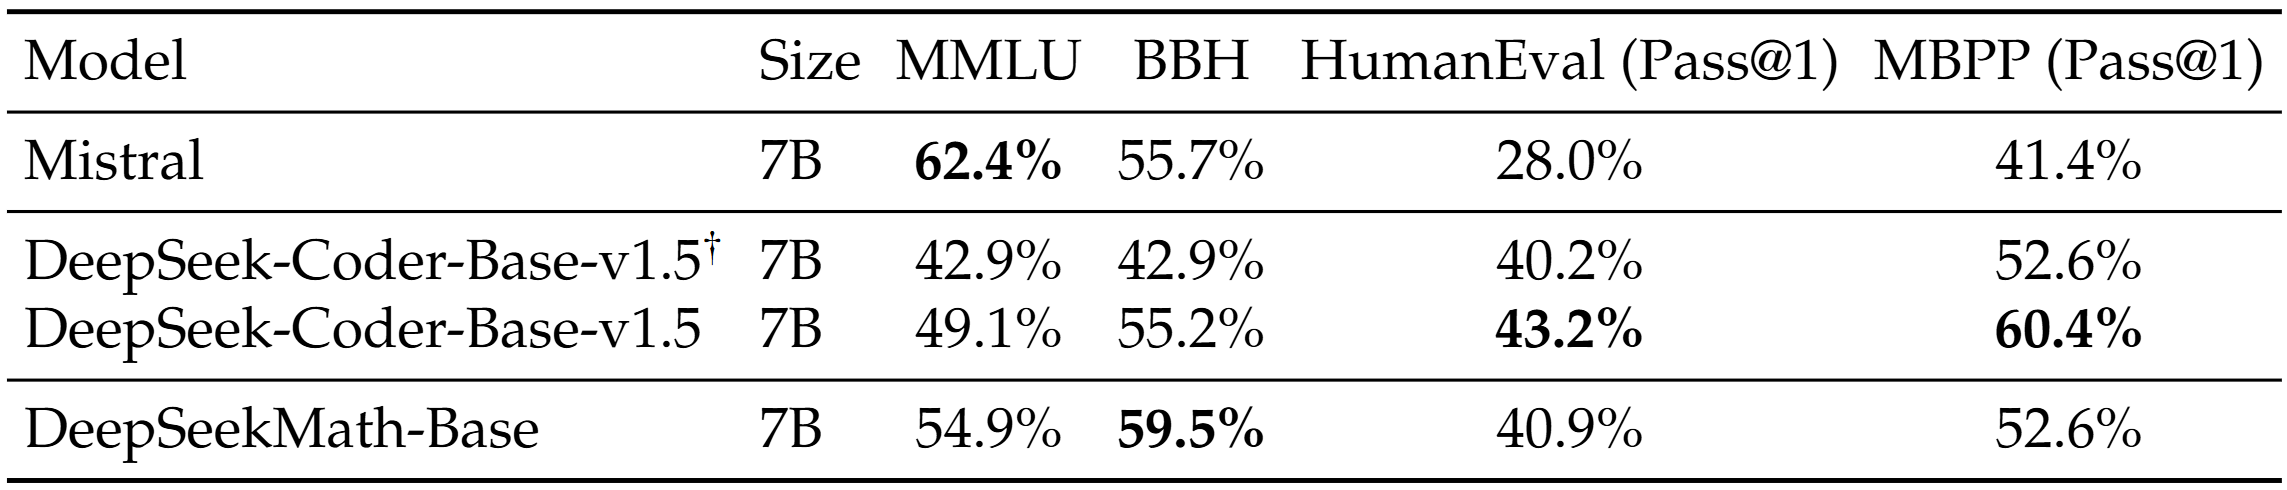 Model Size MMLU BBH HumanEval (Pass@1) MBPP (Pass@1)
Mistral 7B 62.4% 55.7% 28.0% 41.4%
DeepSeek-Coder-Base-v1.5† 7B 42.9% 42.9% 40.2% 52.6%
DeepSeek-Coder-Base-v1.5 7B 49.1% 55.2% 43.2% 60.4%
DeepSeekMath-Base 7B 54.9% 59.5% 40.9% 52.6%